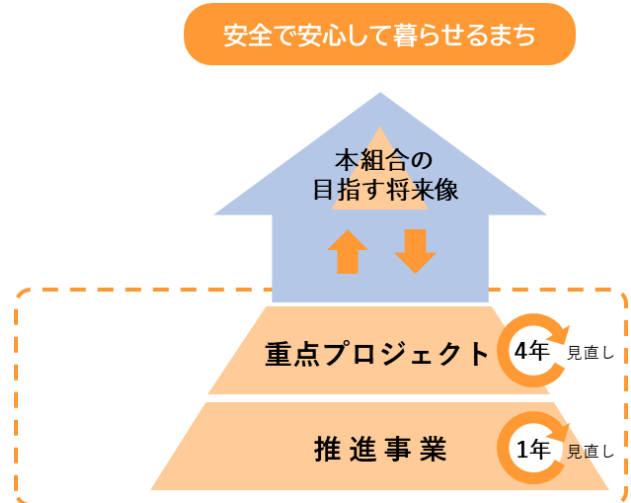 安全で安心して暮らせるまち
本組合の
目指す将来像
重点プロジェクト
4年
見直し
推進事業
1年
見直し